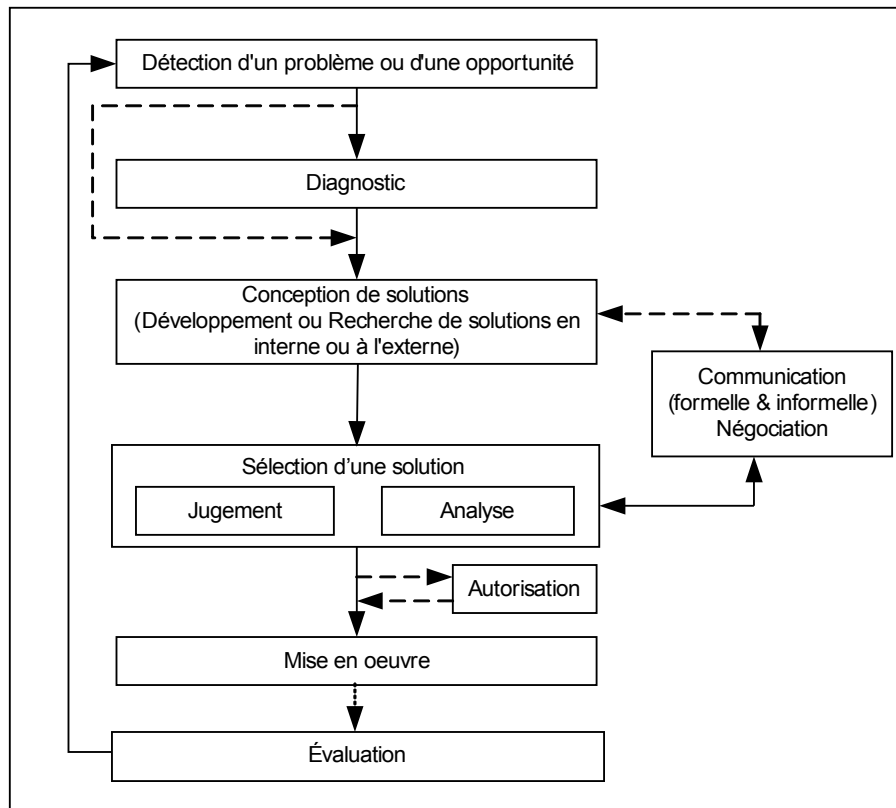 Détection d'un problème ou d'une opportunité
Diagnostic
Conception de solutions
(Développement ou Recherche de solutions en
interne ou à l'externe)
Communication
(formelle & informelle)
Négociation
Sélection d’une solution
Jugement
Analyse
Autorisation
Mise en oeuvre
Évaluation